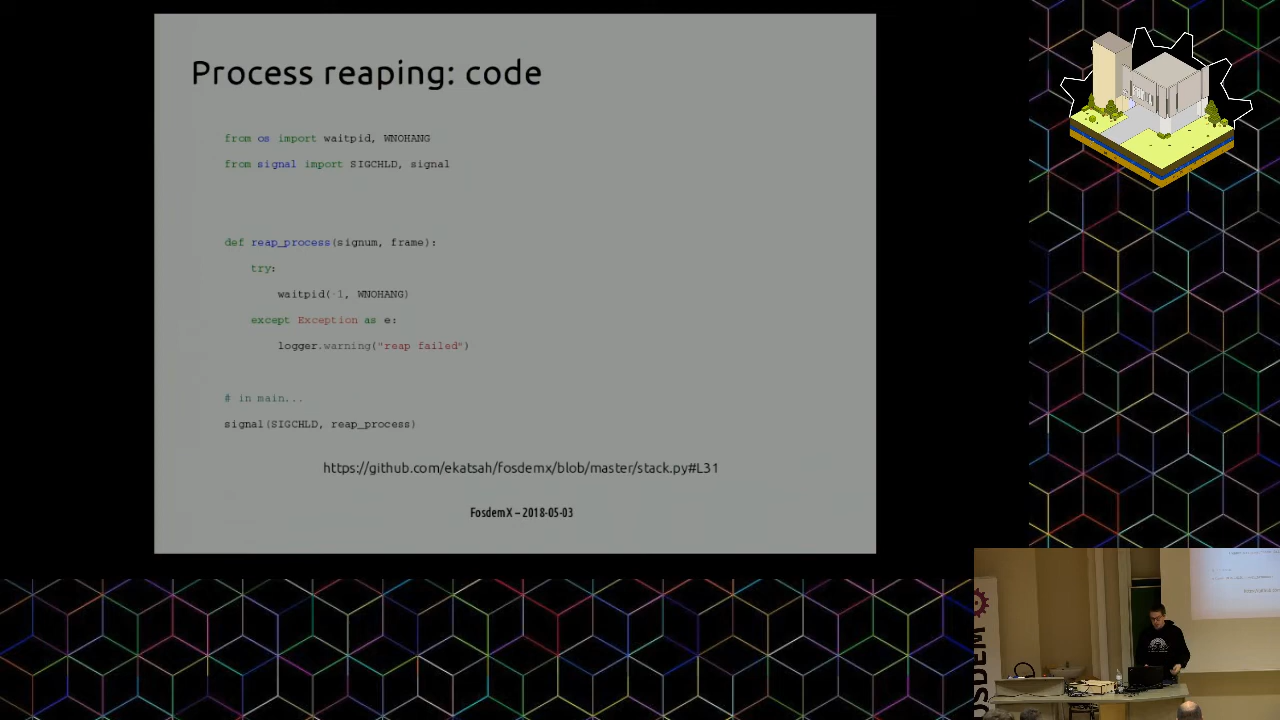 Process reaping: code
from os import waitpid, WNOHANG
from signal import SIGCHLD, signal
def reap_process(signum, frame):
try:
waitpid(-1, WNOHANG)
except Exception as e:
logger.warning("reap failed")
# in main...
signal(SIGCHLD, reap_process)
https://github.com/ekatsah/fosdemx/blob/master/stack.py#L31
FosdemX – 2018-05-03
OSDEM